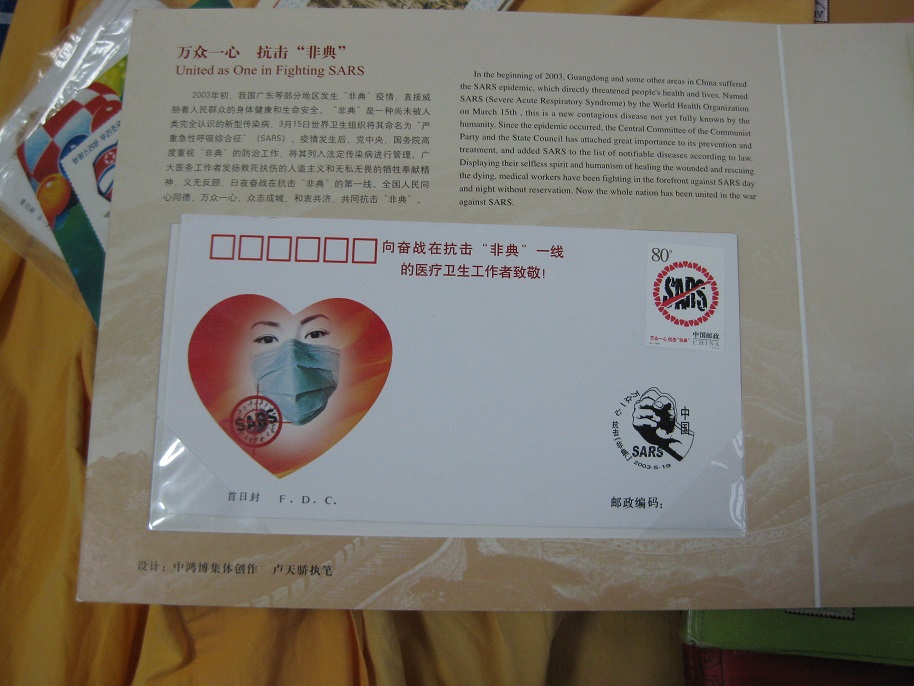 万众一心 抗击“非典”
United as One in Fighting SARS
2003年初，我国广东等部分地区发生“非典”疫情，直接威
胁着人民群众的身体健康和生命安全。“非典”是一种尚未被人
类完全认识的新型传染病，3月15日世界卫生组织将其命名为“严
重急性呼吸综合征”（SARS）。疫情发生后，党中央、国务院高
度重视“非典”的防治工作，将其列入法定传染病进行管理。广
大医务工作者发扬救死扶伤的人道主义和无私无畏的牺牲奉献精
神，义无反顾，日夜奋战在抗击“非典”的第一线。全国人民同
心同德、万众一心、众志成城、和衷共济，共同抗击“非典”。
In the beginning of 2003, Guangdong and some other areas in China suffered
the SARS epidemic, which directly threatened people's health and lives. Named
SARS (Severe Acute Respiratory Syndrome) by the World Health Organization
on March 15th , this is a new contagious disease not yet fully known by the
humanity. Since the epidemic occurred, the Central Committee of the Communist
Party and the State Council has attached great importance to its prevention and
treatment, and added SARS to the list of notifiable diseases according to law.
Displaying their selfless spirit and humanism of healing the wounded and rescuing
the dying, medical workers have been fighting in the forefront against SARS day
and night without reservation. Now the whole nation has been united in the war
against SARS.
向奋战在抗击“非典”一线
的医疗卫生工作者致敬！
80分
SARS
万众一心 抗击“非典”
中国邮政
CHINA
SARS
万众一心 抗击“非典”
中国
SARS
2003-5-19
首日封 F．D．C．
邮政编码：
设计：中鸿博集体创作 卢天骄执笔